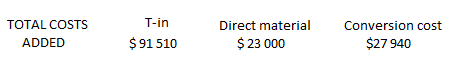 TOTAL COSTS T-in Direct material Conversion cost
ADDED $ 91 510 $ 23 000 $27 940